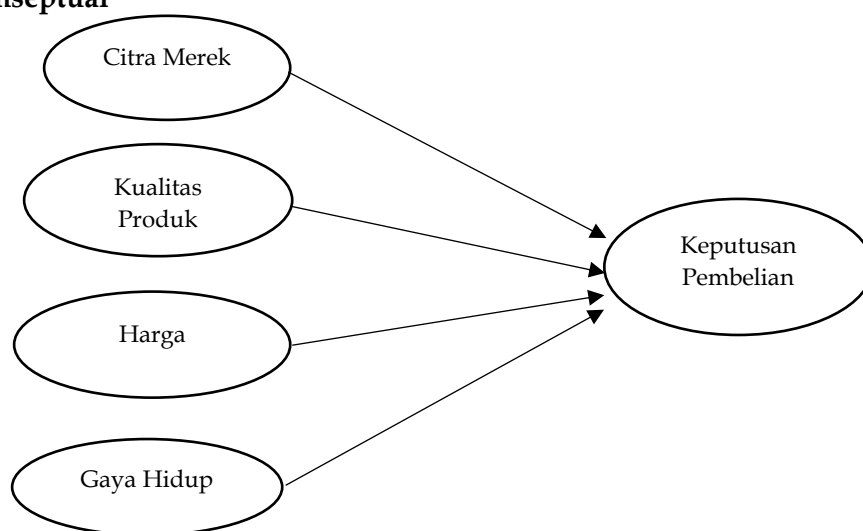 Citra Merek
Kualitas
Produk
Harga
Gaya Hidup
Keputusan
Pembelian